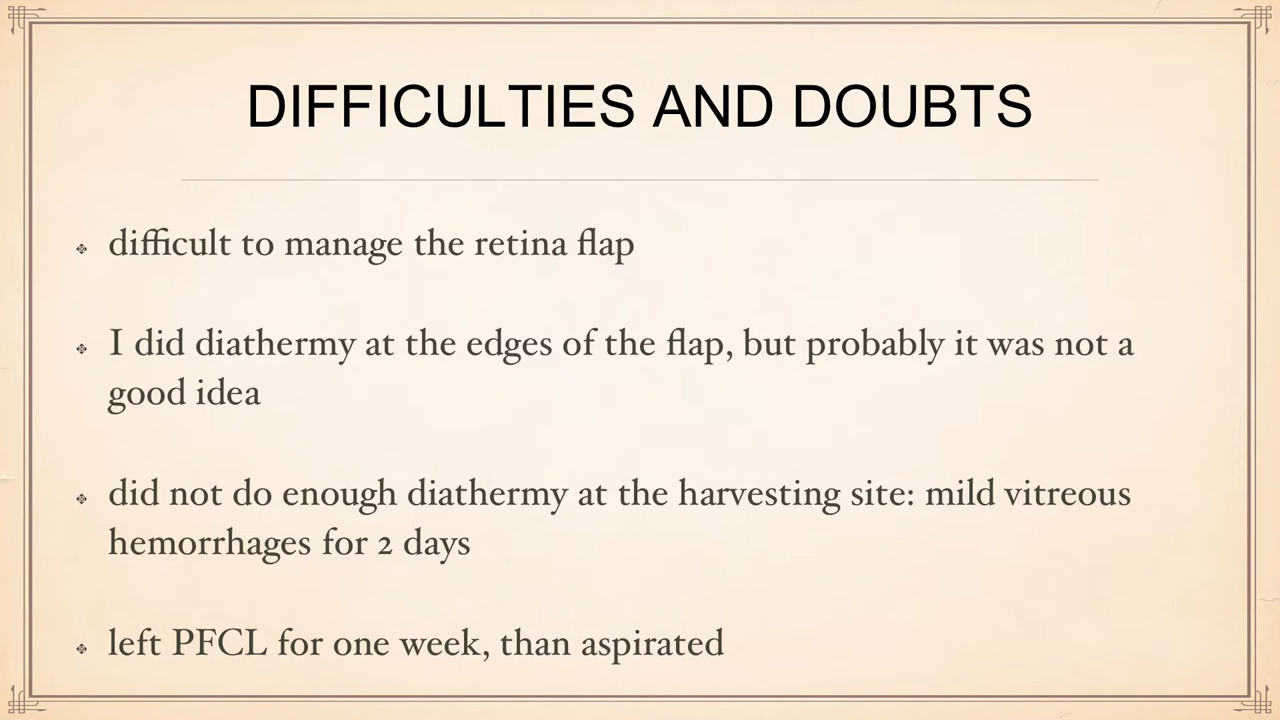 DIFFICULTIES AND DOUBTS
difficult to manage the retina flap
I did diathermy at the edges of the flap, but probably it was not a
good idea
did not do enough diathermy at the harvesting site: mild vitreous
hemorrhages for 2 days
left PFCL for one week, than aspirated